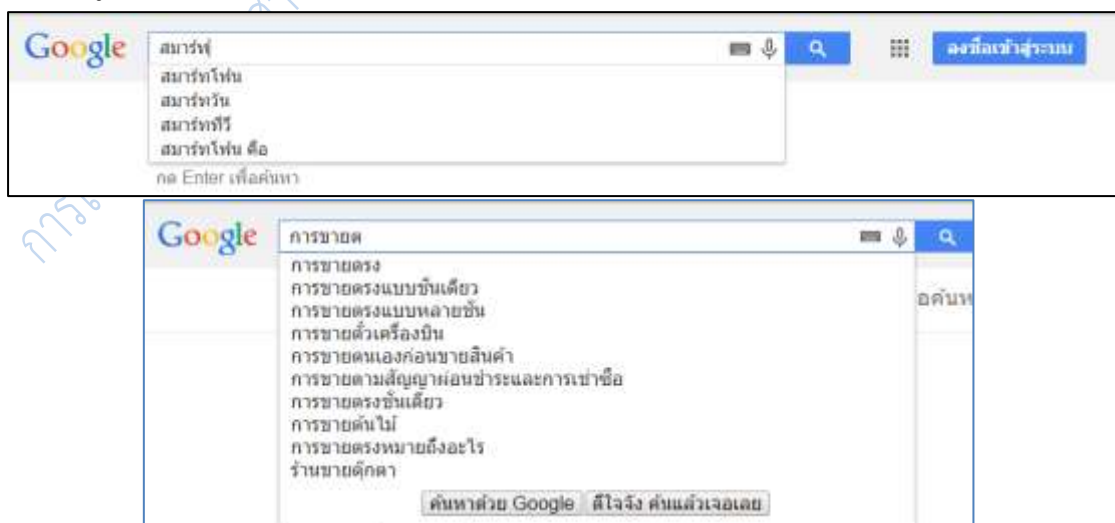 Google สมาร์ทฺ ลงชื่อเข้าสู่ระบบ
สมาร์ทโฟน
สมาร์ทวัน
สมาร์ททีวี
สมาร์ทโฟน คือ
กด Enter เพื่อค้นหา
Google การขายต
การขายตรง
การขายตรงแบบชั้นเดียว
การขายตรงแบบหลายชั้น
การขายตั๋วเครื่องบิน
การขายตนเองก่อนขายสินค้า
การขายตามสัญญาผ่อนชำระและการเช่าซื้อ
การขายตรงชั้นเดียว
การขายต้นไม้
การขายตรงหมายถึงอะไร
ร้านขายตุ๊กตา
ค้นหาด้วย Google ดีใจจัง ค้นแล้วเจอเลย